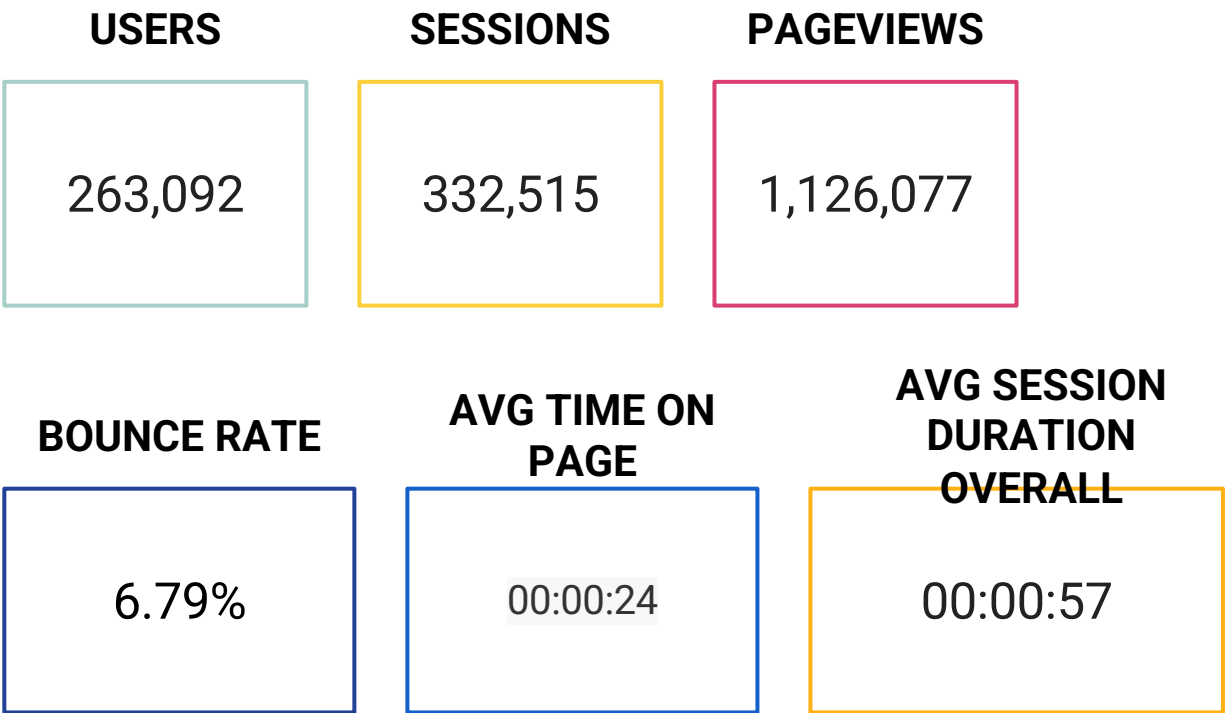 USERS
SESSIONS
PAGEVIEWS
263,092
332,515
1,126,077
BOUNCE RATE
AVG TIME ON
PAGE
AVG SESSION
DURATION
OVERALL
6.79%
00:00:24
00:00:57